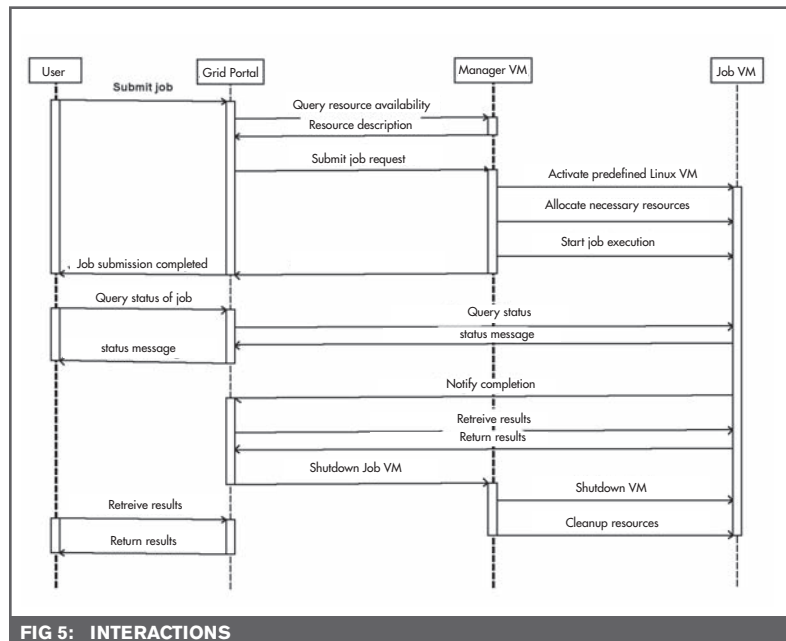 User
Grid Portal
Manager VM
Job VM
Submit job
Query resource availability
Resource description
Submit job request
Activate predefined Linux VM
Allocate necessary resources
Start job execution
Job submission completed
Query status of job
Query status
status message
status message
Notify completion
Retreive results
Return results
Shutdown Job VM
Shutdown VM
Retreive results
Cleanup resources
Return results
FIG 5: INTERACTIONS